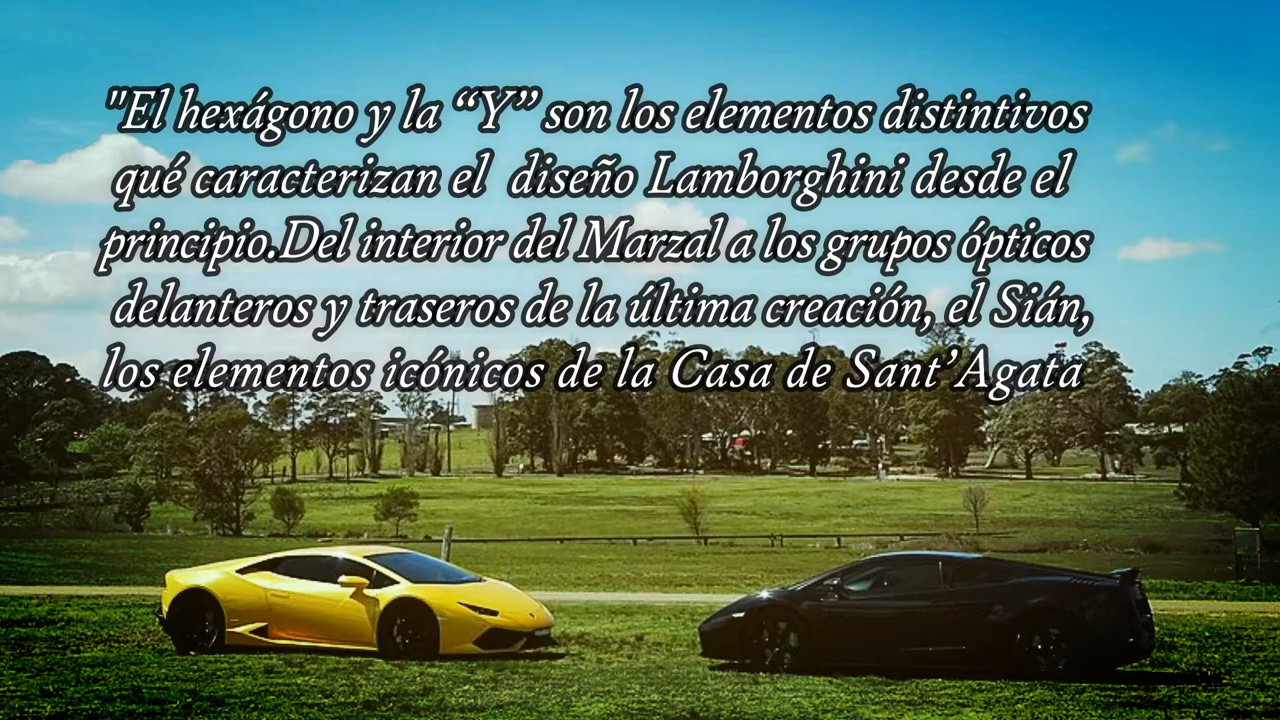 "El hexágono y la “Y” son los elementos distintivos
qué caracterizan el  diseño Lamborghini desde el
principio.Del interior del Marzal a los grupos ópticos
delanteros y traseros de la última creación, el Sián,
los elementos icónicos de la Casa de Sant’Agata